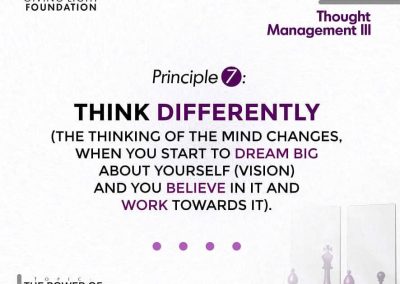 FOUNDATION
Thought
Management III
Principle 7:
THINK DIFFERENTLY
(THE THINKING OF THE MIND CHANGES,
WHEN YOU START TO DREAM BIG
ABOUT YOURSELF (VISION)
AND YOU BELIEVE IN IT AND
WORK TOWARDS IT).
TOPIC
THE POWER OF